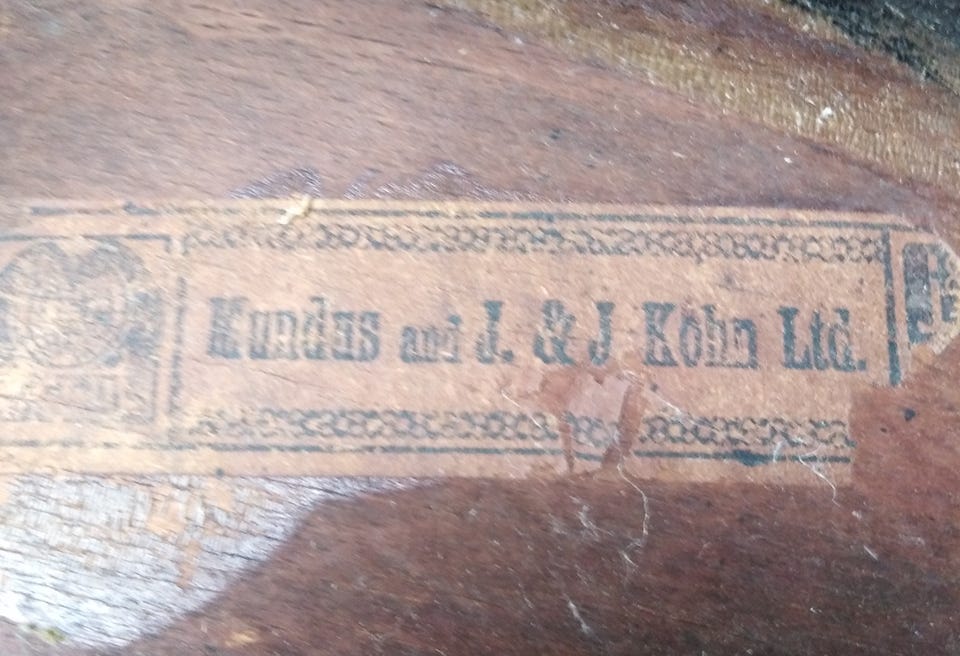 Mundus and J. & J. Kohn Ltd.